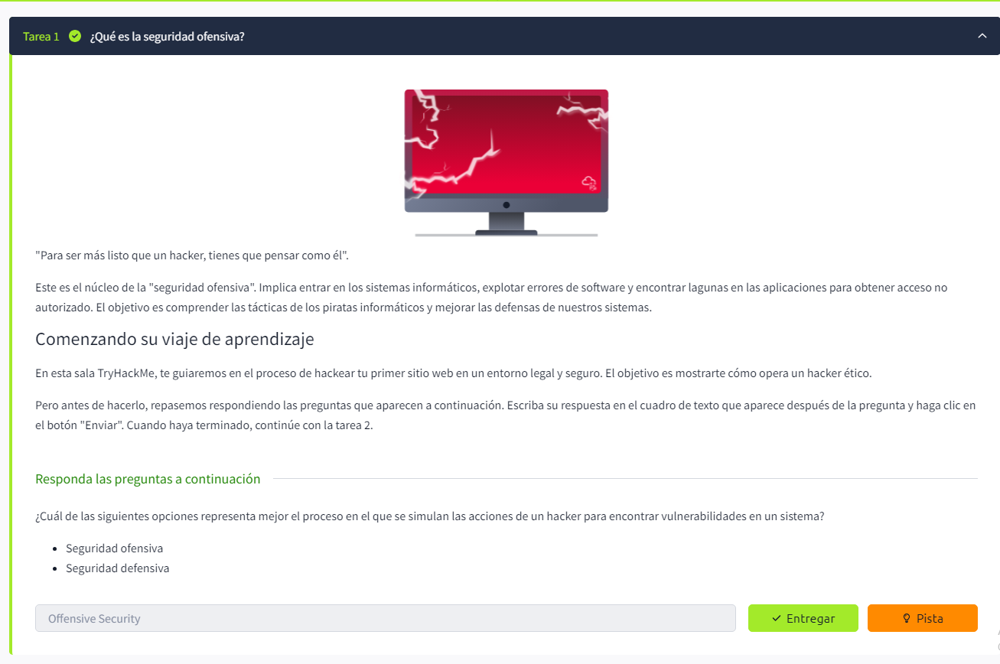 Tarea 1 ¿Qué es la seguridad ofensiva?
"Para ser más listo que un hacker, tienes que pensar como él".
Este es el núcleo de la "seguridad ofensiva". Implica entrar en los sistemas informáticos, explotar errores de software y encontrar lagunas en las aplicaciones para obtener acceso no
autorizado. El objetivo es comprender las tácticas de los piratas informáticos y mejorar las defensas de nuestros sistemas.
Comenzando su viaje de aprendizaje
En esta sala TryHackMe, te guiaremos en el proceso de hackear tu primer sitio web en un entorno legal y seguro. El objetivo es mostrarte cómo opera un hacker ético.
Pero antes de hacerlo, repasemos respondiendo las preguntas que aparecen a continuación. Escriba su respuesta en el cuadro de texto que aparece después de la pregunta y haga clic en
el botón "Enviar". Cuando haya terminado, continúe con la tarea 2.
Responda las preguntas a continuación
¿Cuál de las siguientes opciones representa mejor el proceso en el que se simulan las acciones de un hacker para encontrar vulnerabilidades en un sistema?
• Seguridad ofensiva
• Seguridad defensiva
Offensive Security
Entregar
Pista